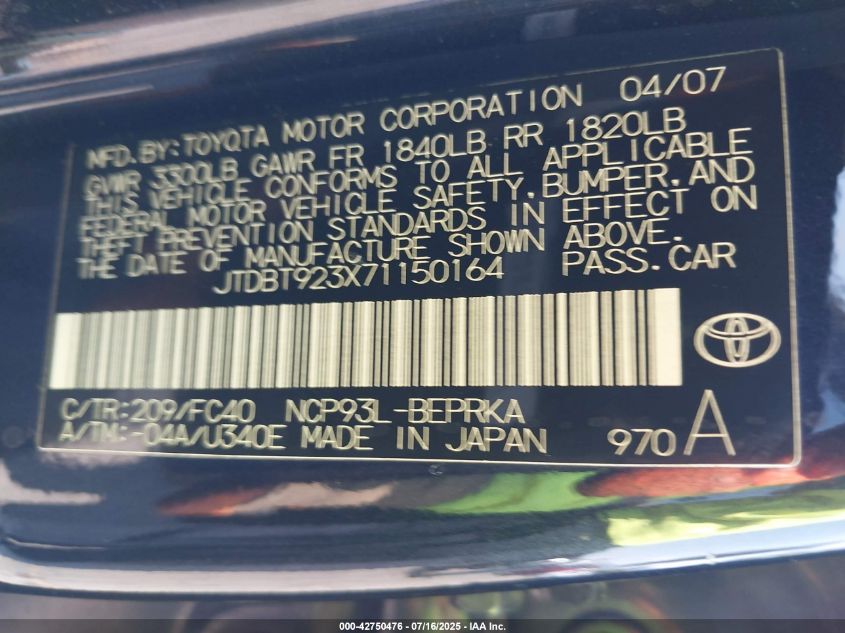 MFD.BY:TOYOTA MOTOR CORPORATION 04/07
GVWR 3300LB GAWR FR 1840LB RR 1820LB
THIS VEHICLE CONFORMS TO ALL APPLICABLE
FEDERAL MOTOR VEHICLE SAFETY,BUMPER,AND
THEFT PREVENTION STANDARDS IN EFFECT ON
THE DATE OF MANUFACTURE SHOWN ABOVE.
JTDBT923X71150164 PASS.CAR
C/TR:209/FC40 NCP93L-BEPRKA
A/TM:-04A/U340E MADE IN JAPAN 970 A
000-42750476 - 07/16/2025 - IAA Inc.